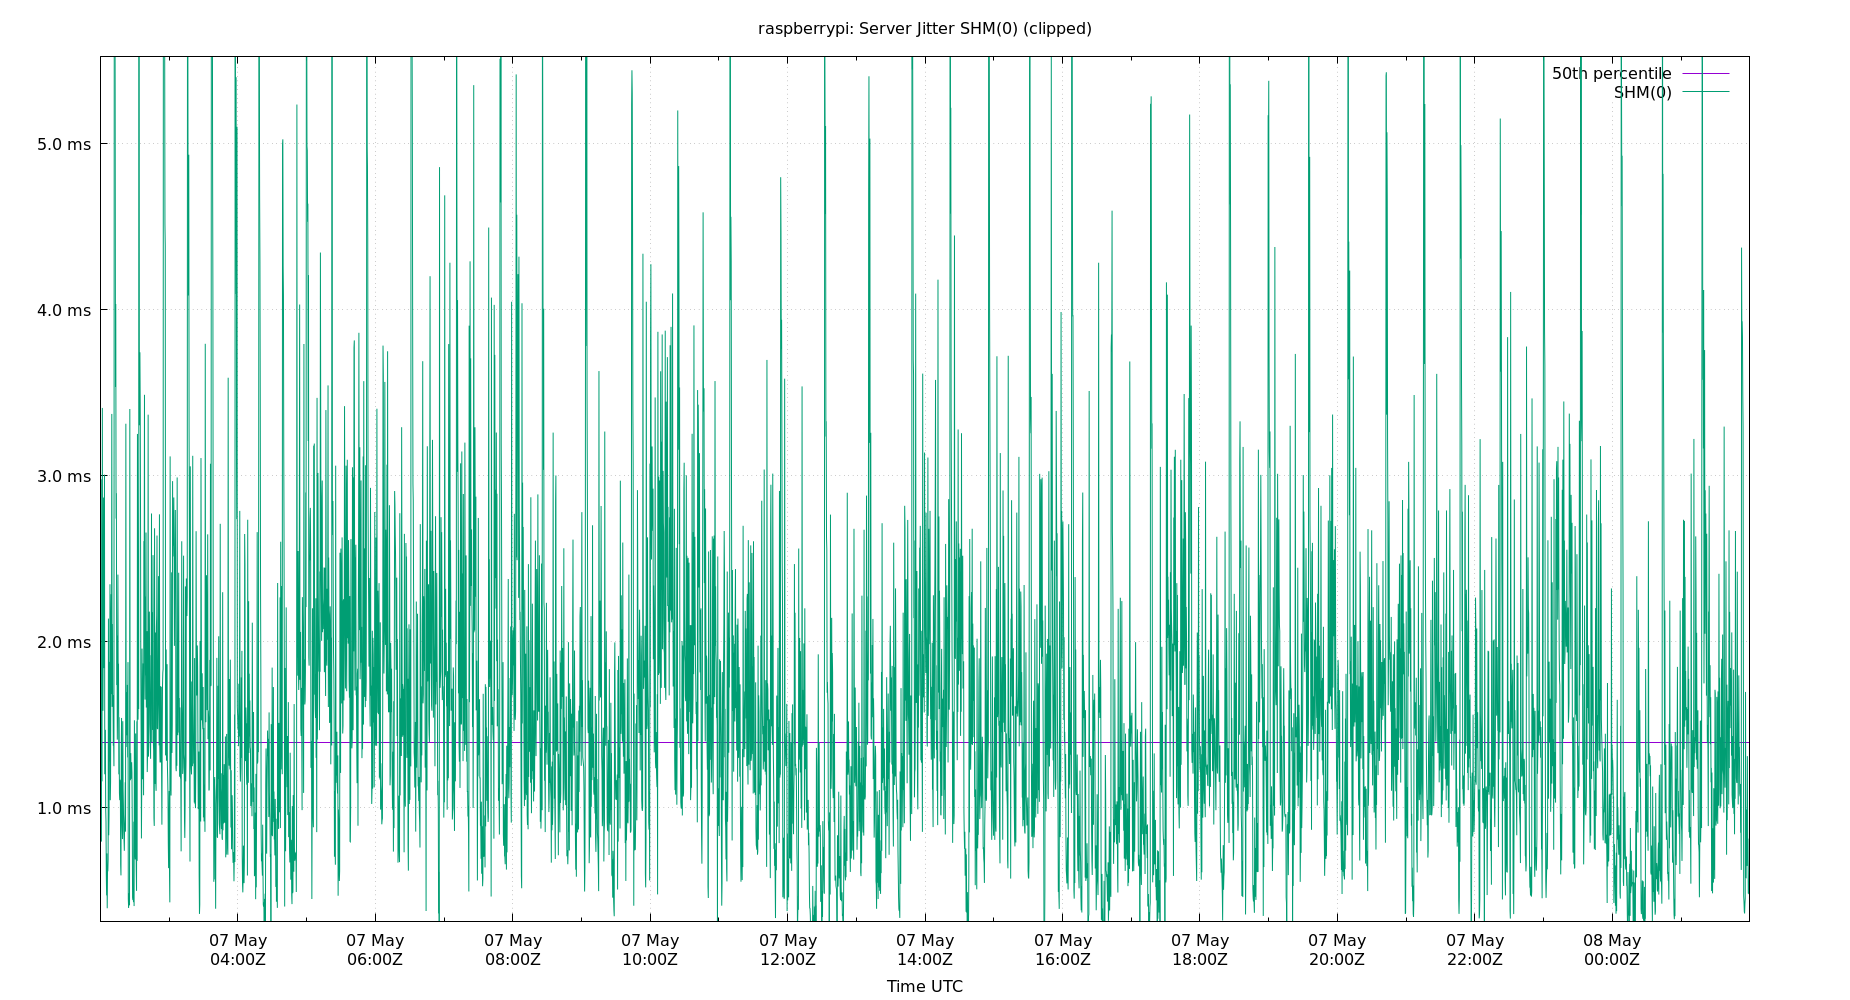 raspberrypi: Server Jitter SHM(0) (clipped)
50th percentile
SHM(0)
5.0 ms
4.0 ms
3.0 ms
2.0 ms
1.0 ms
07 May 07 May 07 May 07 May 07 May 07 May 07 May 07 May 07 May 07 May 08 May
04:00Z 06:00Z 08:00Z 10:00Z 12:00Z 14:00Z 16:00Z 18:00Z 20:00Z 22:00Z 00:00Z
Time UTC